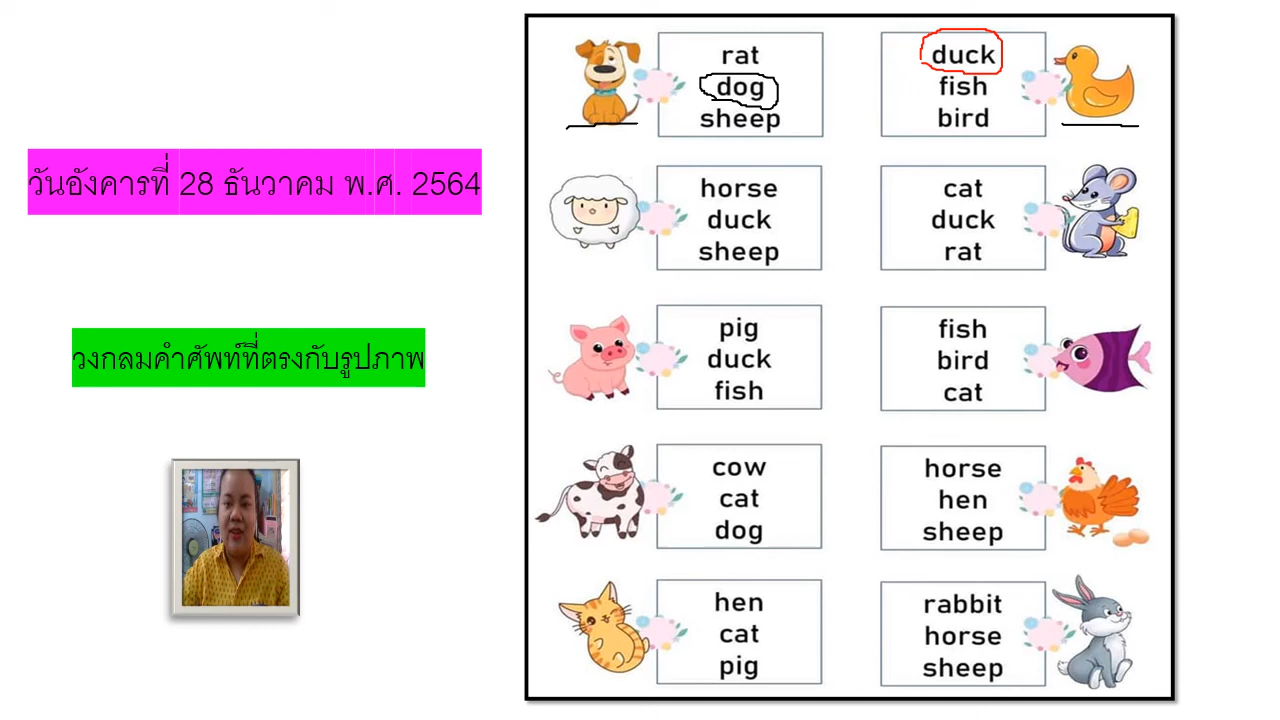 วันอังคารที่ 28 ธันวาคม พ.ศ. 2564
วงกลมคำศัพท์ที่ตรงกับรูปภาพ
rat
dog
sheep
duck
fish
bird
horse
duck
sheep
cat
duck
rat
pig
duck
fish
fish
bird
cat
cow
cat
dog
horse
hen
sheep
hen
cat
pig
rabbit
horse
sheep